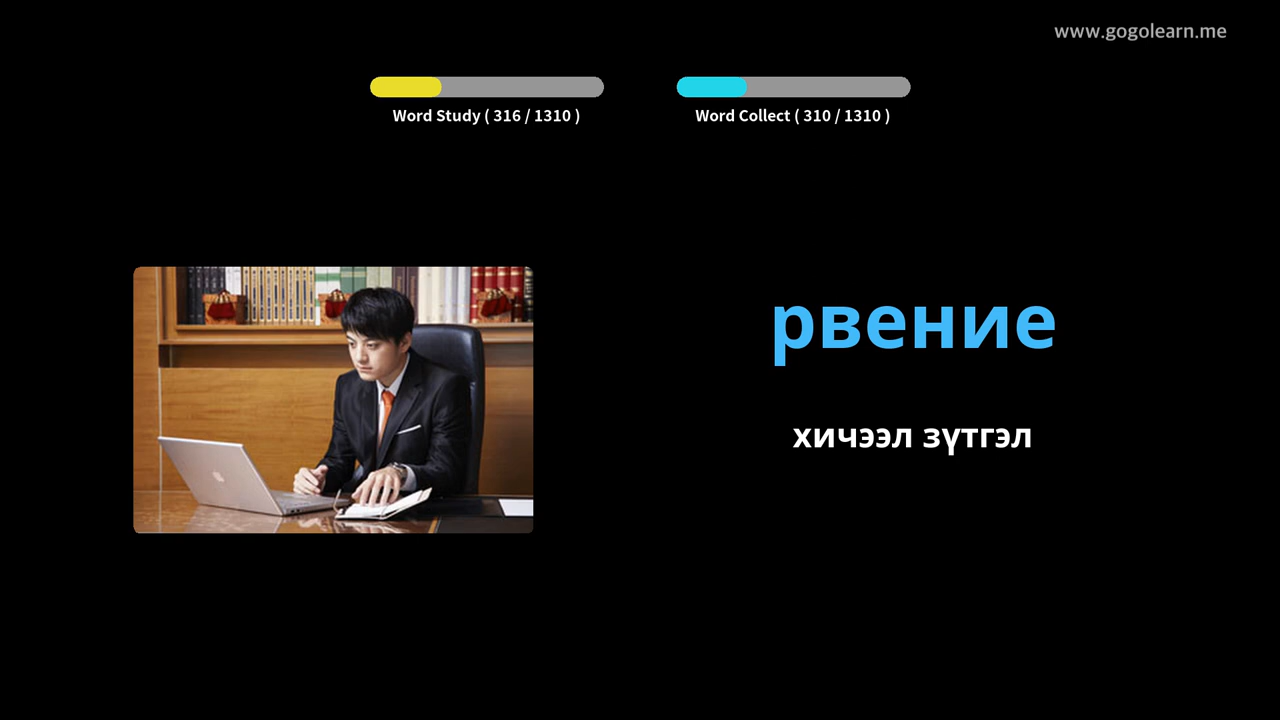 www.gogolearn.me
Word Study ( 316 / 1310 )
Word Collect ( 310 / 1310 )
рвение
хичээл зүтгэл